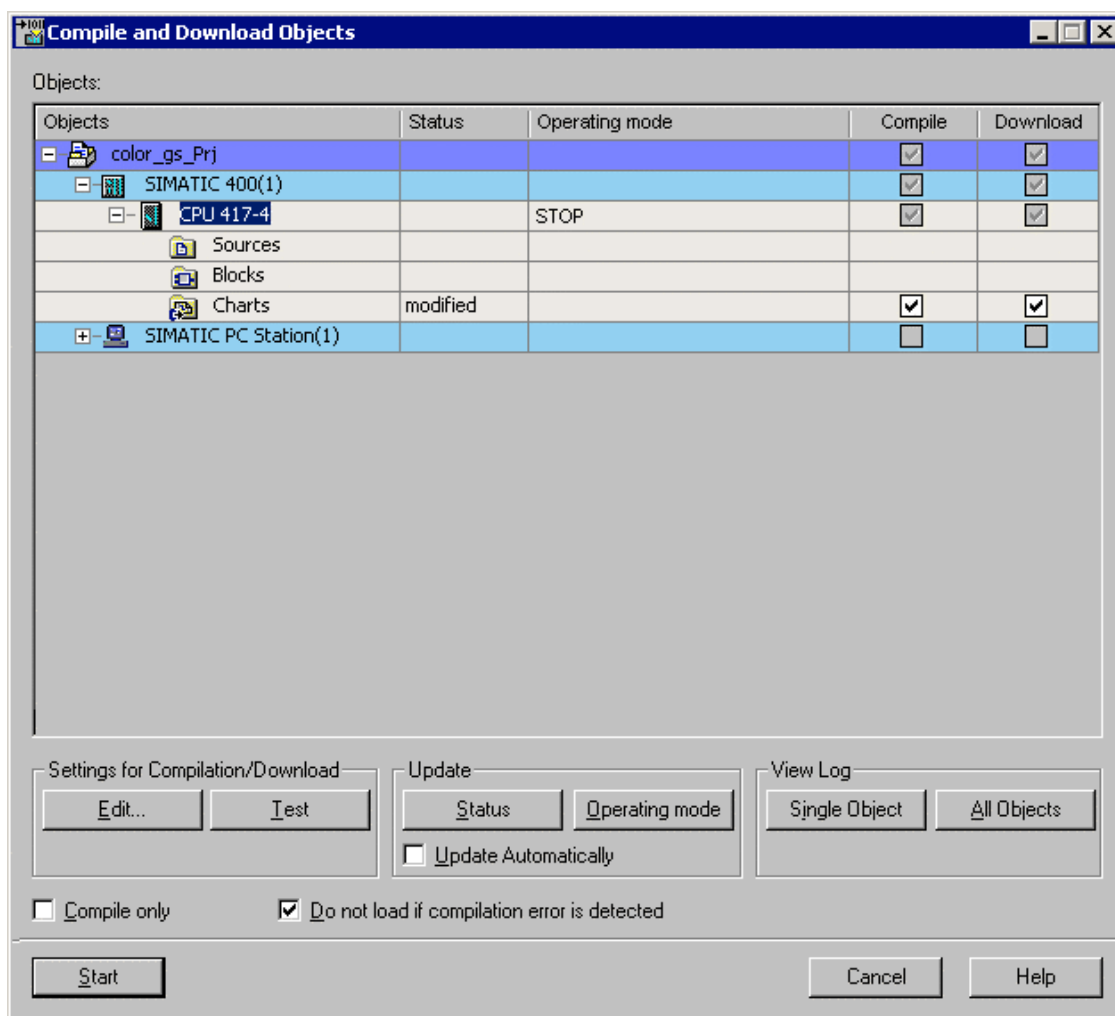 Compile and Download Objects
Objects:
Objects Status Operating mode Compile Download
color_gs_Prj
SIMATIC 400(1)
CPU 417-4 STOP
Sources
Blocks
Charts modified
SIMATIC PC Station(1)
Settings for Compilation/Download Update View Log
Edit... Test Status Operating mode Single Object All Objects
Update Automatically
Compile only Do not load if compilation error is detected
Start Cancel Help